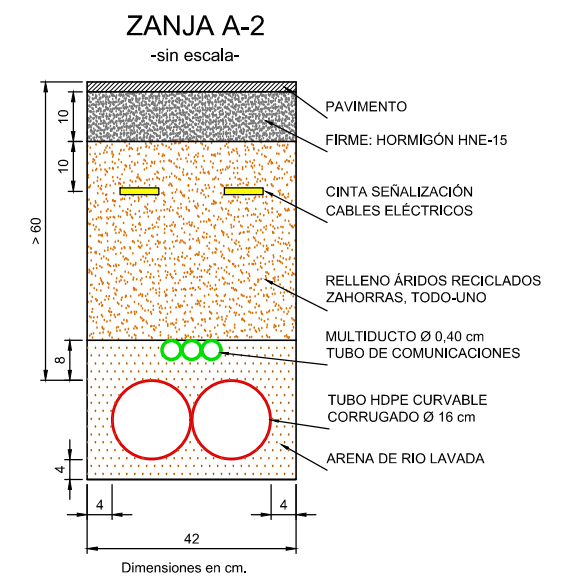 ZANJA A-2
-sin escala-
PAVIMENTO
10
FIRME: HORMIGÓN HNE-15
10
CINTA SEÑALIZACIÓN
CABLES ELÉCTRICOS
> 60
RELLENO ÁRIDOS RECICLADOS
ZAHORRAS, TODO-UNO
MULTIDUCTO Ø 0,40 cm
TUBO DE COMUNICACIONES
8
TUBO HDPE CURVABLE
CORRUGADO Ø 16 cm
ARENA DE RIO LAVADA
4
4
4
42
Dimensiones en cm.